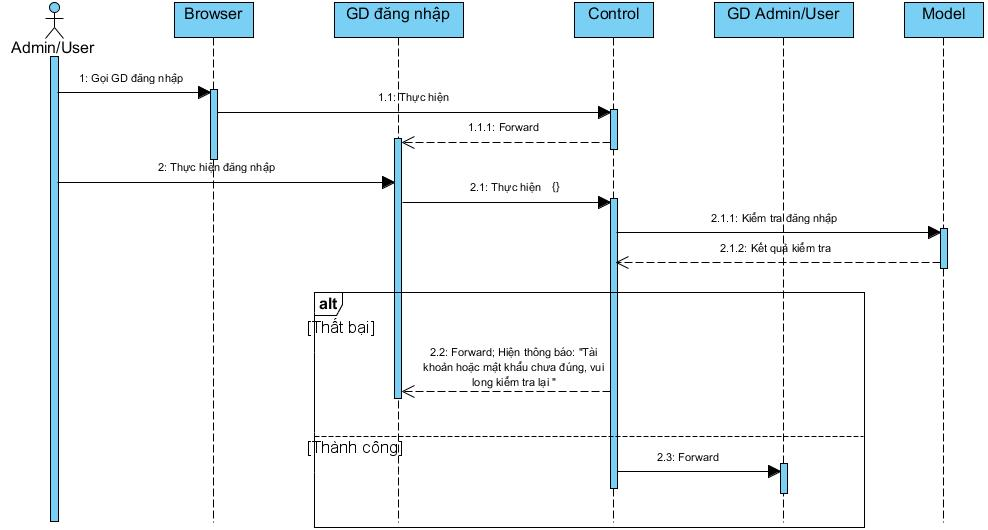 Browser
GD đăng nhập
Control
GD Admin/User
Model
Admin/User
1: Gọi GD đăng nhập
1.1: Thực hiện
1.1.1: Forward
2: Thực hiện đăng nhập
2.1: Thực hiện {}
2.1.1: Kiểm tra đăng nhập
2.1.2: Kết quả kiểm tra
alt
[Thất bại]
2.2: Forward; Hiện thông báo: "Tài
khoản hoặc mật khẩu chưa đúng, vui
long kiểm tra lại "
[Thành công]
2.3: Forward